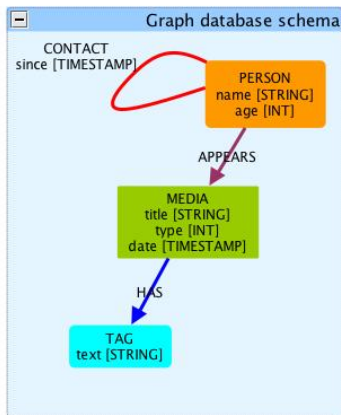 Graph database schema
CONTACT
since [TIMESTAMP]
PERSON
name [STRING]
age [INT]
APPEARS
MEDIA
title [STRING]
type [INT]
date [TIMESTAMP]
HAS
TAG
text [STRING]